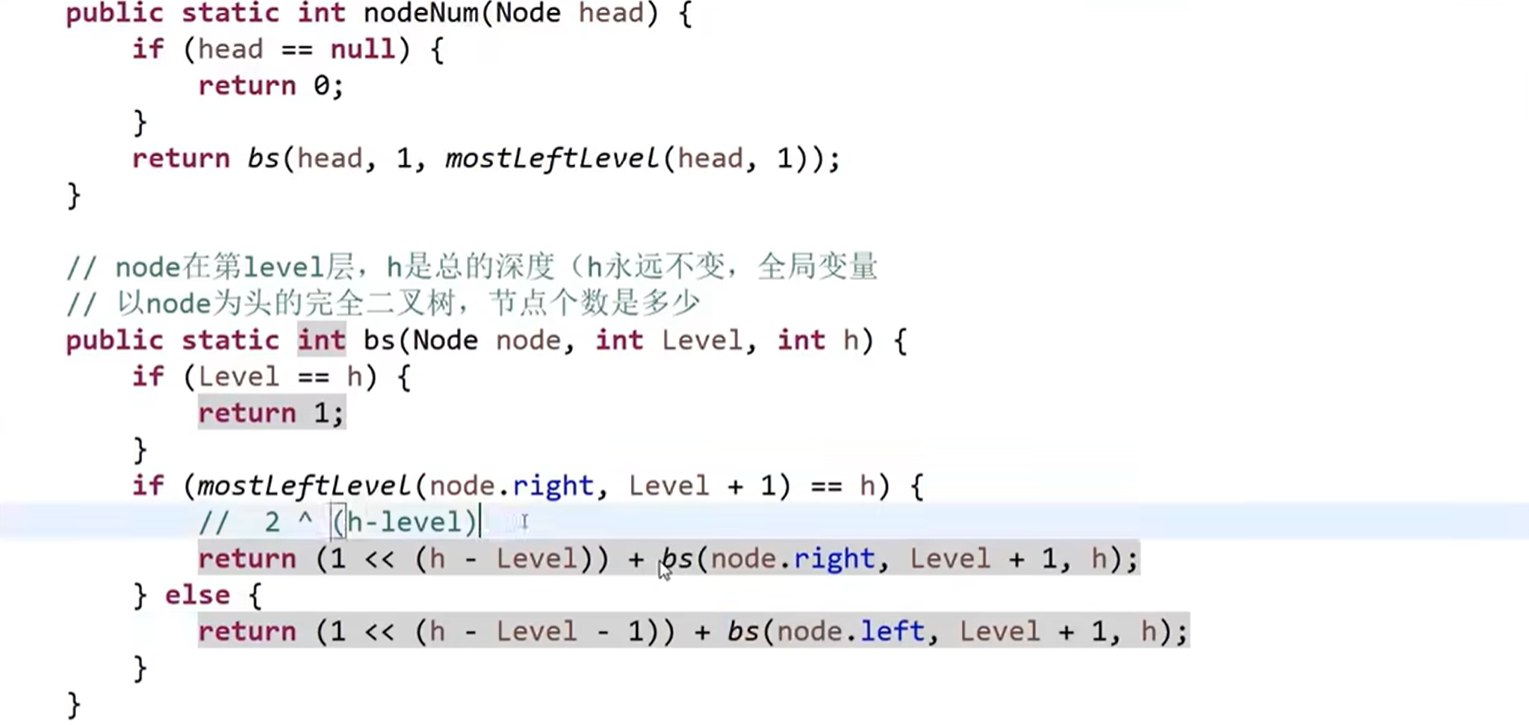 public static int nodeNum(Node head) {
if (head == null) {
return 0;
}
return bs(head, 1, mostLeftLevel(head, 1));
}
// node在第level层，h是总的深度（h永远不变，全局变量
// 以node为头的完全二叉树，节点个数是多少
public static int bs(Node node, int Level, int h) {
if (Level == h) {
return 1;
}
if (mostLeftLevel(node.right, Level + 1) == h) {
//  2 ^ (h-level)
return (1 << (h - Level)) + bs(node.right, Level + 1, h);
} else {
return (1 << (h - Level - 1)) + bs(node.left, Level + 1, h);
}
}